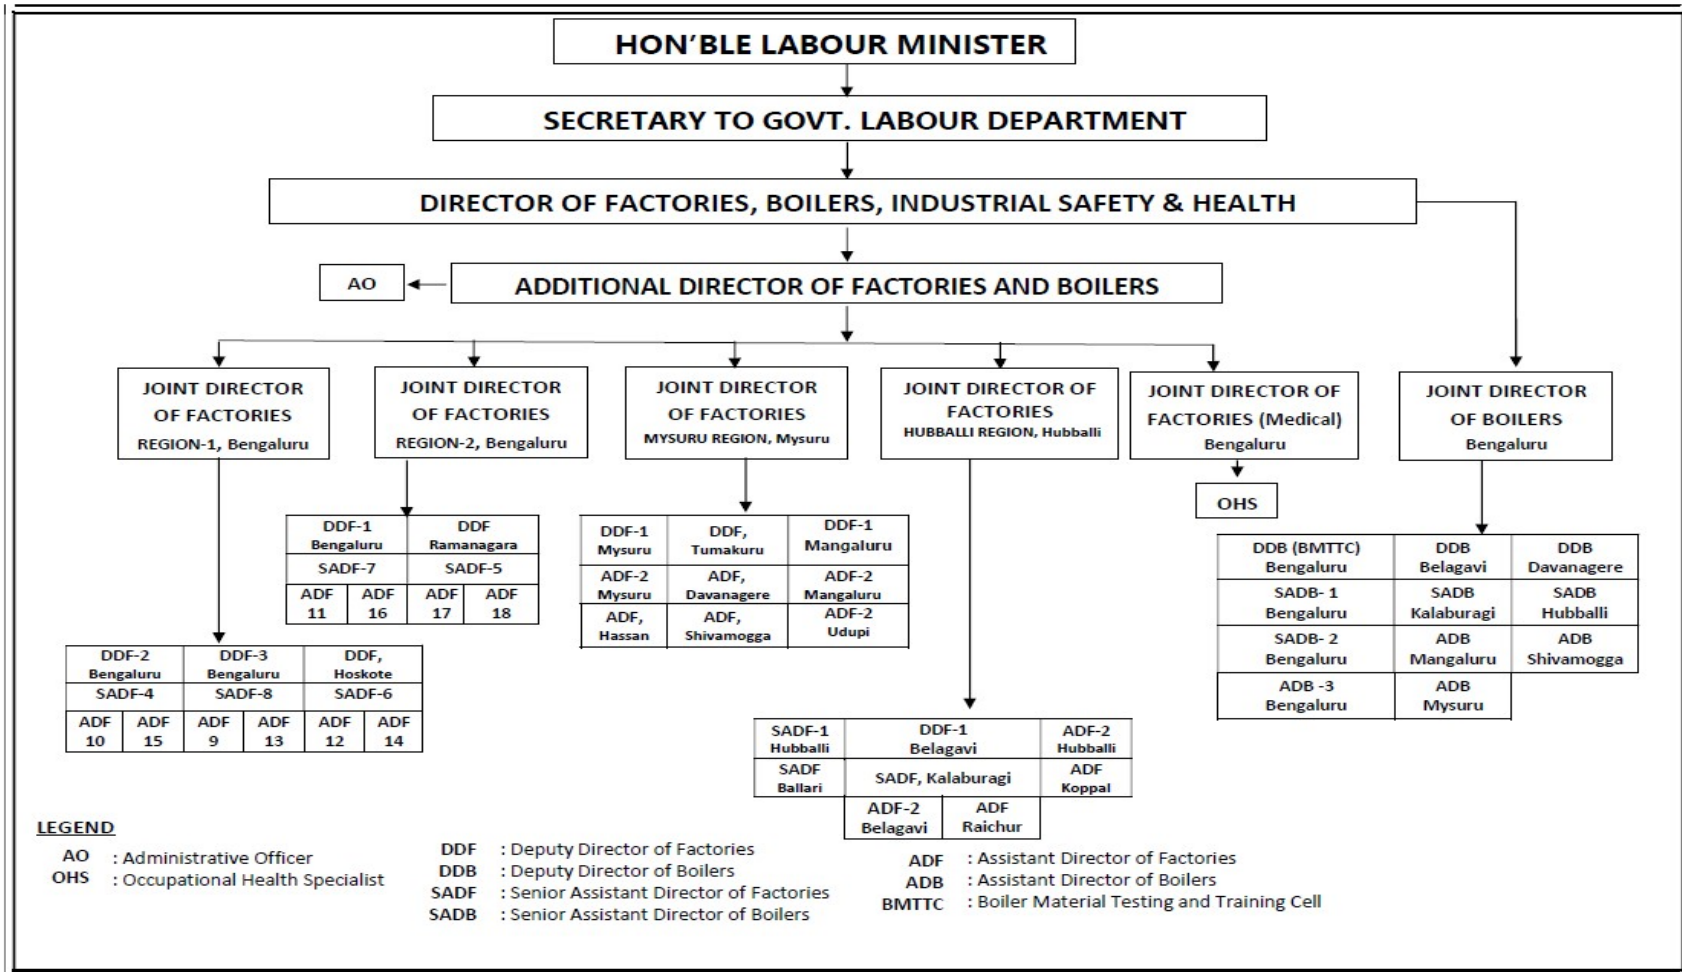 HON'BLE LABOUR MINISTER
SECRETARY TO GOVT. LABOUR DEPARTMENT
DIRECTOR OF FACTORIES, BOILERS, INDUSTRIAL SAFETY & HEALTH
AO
ADDITIONAL DIRECTOR OF FACTORIES AND BOILERS
JOINT DIRECTOR
OF FACTORIES
REGION-1, Bengaluru
JOINT DIRECTOR
OF FACTORIES
REGION-2, Bengaluru
JOINT DIRECTOR
OF FACTORIES
MYSURU REGION, Mysuru
JOINT DIRECTOR OF
FACTORIES
HUBBALLI REGION, Hubballi
JOINT DIRECTOR OF
FACTORIES (Medical)
Bengaluru
JOINT DIRECTOR
OF BOILERS
Bengaluru
OHS
DDF-1
Bengaluru
DDF
Ramanagara
SADF-7
SADF-5
ADF
11
ADF
16
ADF
17
ADF
18
DDF-1
Mysuru
DDF,
Tumakuru
DDF-1
Mangaluru
ADF-2
Mysuru
ADF,
Davanagere
ADF-2
Mangaluru
ADF,
Hassan
ADF,
Shivamogga
ADF-2
Udupi
DDB (BMTTC)
Bengaluru
DDB
Belagavi
DDB
Davanagere
SADB- 1
Bengaluru
SADB
Kalaburagi
SADB
Hubballi
SADB- 2
Bengaluru
ADB
Mangaluru
ADB
Shivamogga
ADB -3
Bengaluru
ADB
Mysuru
DDF-2
Bengaluru
DDF-3
Bengaluru
DDF,
Hoskote
SADF-4
SADF-8
SADF-6
ADF
10
ADF
15
ADF
9
ADF
13
ADF
12
ADF
14
SADF-1
Hubballi
DDF-1
Belagavi
ADF-2
Hubballi
SADF
Ballari
SADF, Kalaburagi
ADF
Koppal
ADF-2
Belagavi
ADF
Raichur
LEGEND
AO : Administrative Officer
OHS : Occupational Health Specialist
DDF : Deputy Director of Factories
DDB : Deputy Director of Boilers
SADF : Senior Assistant Director of Factories
SADB : Senior Assistant Director of Boilers
ADF : Assistant Director of Factories
ADB : Assistant Director of Boilers
BMTTC : Boiler Material Testing and Training Cell